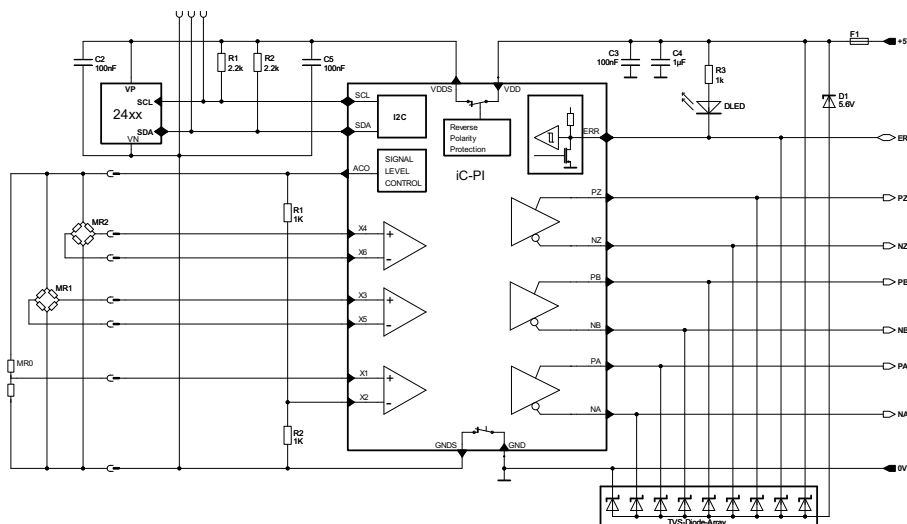 F1
+5
C2
100nF
R1
2.2k
R2
2.2k
C5
100nF
C3
100nF
C4
1µF
R3
1k
DLED
D1
5.6V
VP
SCL
24xx
SDA
VN
SCL
SDA
I2C
VDDS
VDD
Reverse
Polarity
Protection
ERR
ER
iC-PI
ACO
SIGNAL
LEVEL
CONTROL
R1
1K
PZ
PZ
MR2
X4
X6
NZ
NZ
MR1
X3
X5
PB
PB
NB
NB
MR0
X1
X2
PA
PA
NA
NA
R2
1K
GNDS
GND
0V
TVS-Diode-Array